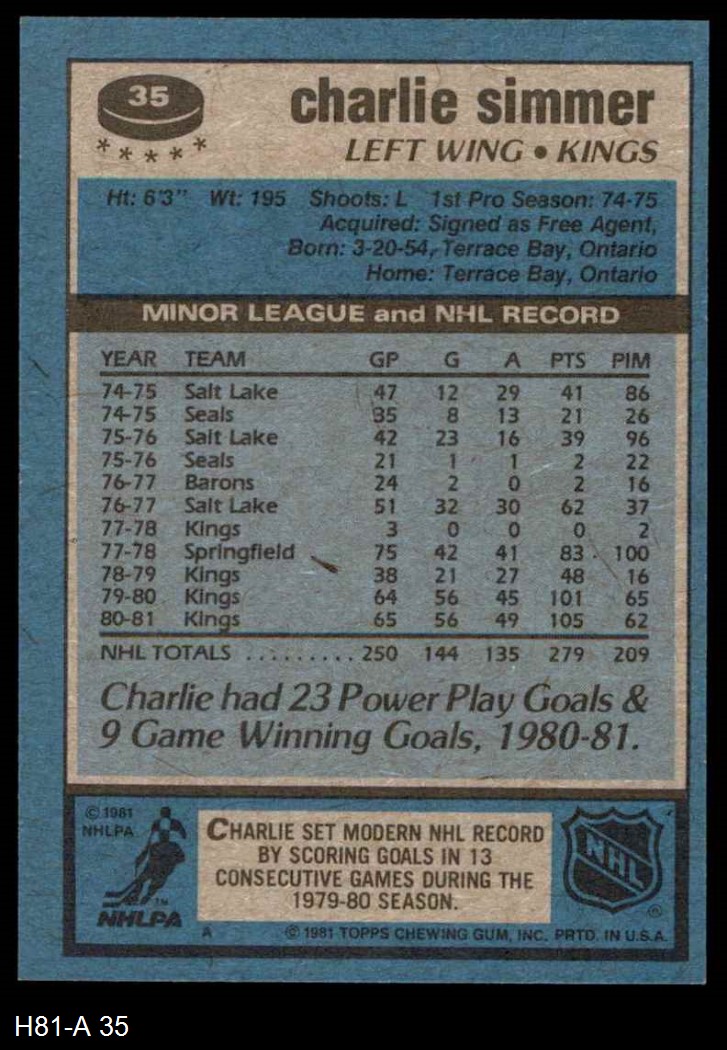 35
charlie simmer
LEFT WING • KINGS
Ht: 6'3" Wt: 195 Shoots: L 1st Pro Season: 74-75
Acquired: Signed as Free Agent,
Born: 3-20-54, Terrace Bay, Ontario
Home: Terrace Bay, Ontario
MINOR LEAGUE and NHL RECORD
YEAR TEAM GP G A PTS PIM
74-75 Salt Lake 47 12 29 41 86
74-75 Seals 35 8 13 21 26
75-76 Salt Lake 42 23 16 39 96
75-76 Seals 21 1 1 2 22
76-77 Barons 24 2 0 2 16
76-77 Salt Lake 51 32 30 62 37
77-78 Kings 3 0 0 0 2
77-78 Springfield 75 42 41 83 100
78-79 Kings 38 21 27 48 16
79-80 Kings 64 56 45 101 65
80-81 Kings 65 56 49 105 62
NHL TOTALS ......... 250 144 135 279 209
Charlie had 23 Power Play Goals &
9 Game Winning Goals, 1980-81.
© 1981
NHLPA
NHLPA
TM
CHARLIE SET MODERN NHL RECORD
BY SCORING GOALS IN 13
CONSECUTIVE GAMES DURING THE
1979-80 SEASON.
NHL
®
A © 1981 TOPPS CHEWING GUM, INC. PRTD. IN U.S.A.
H81-A 35